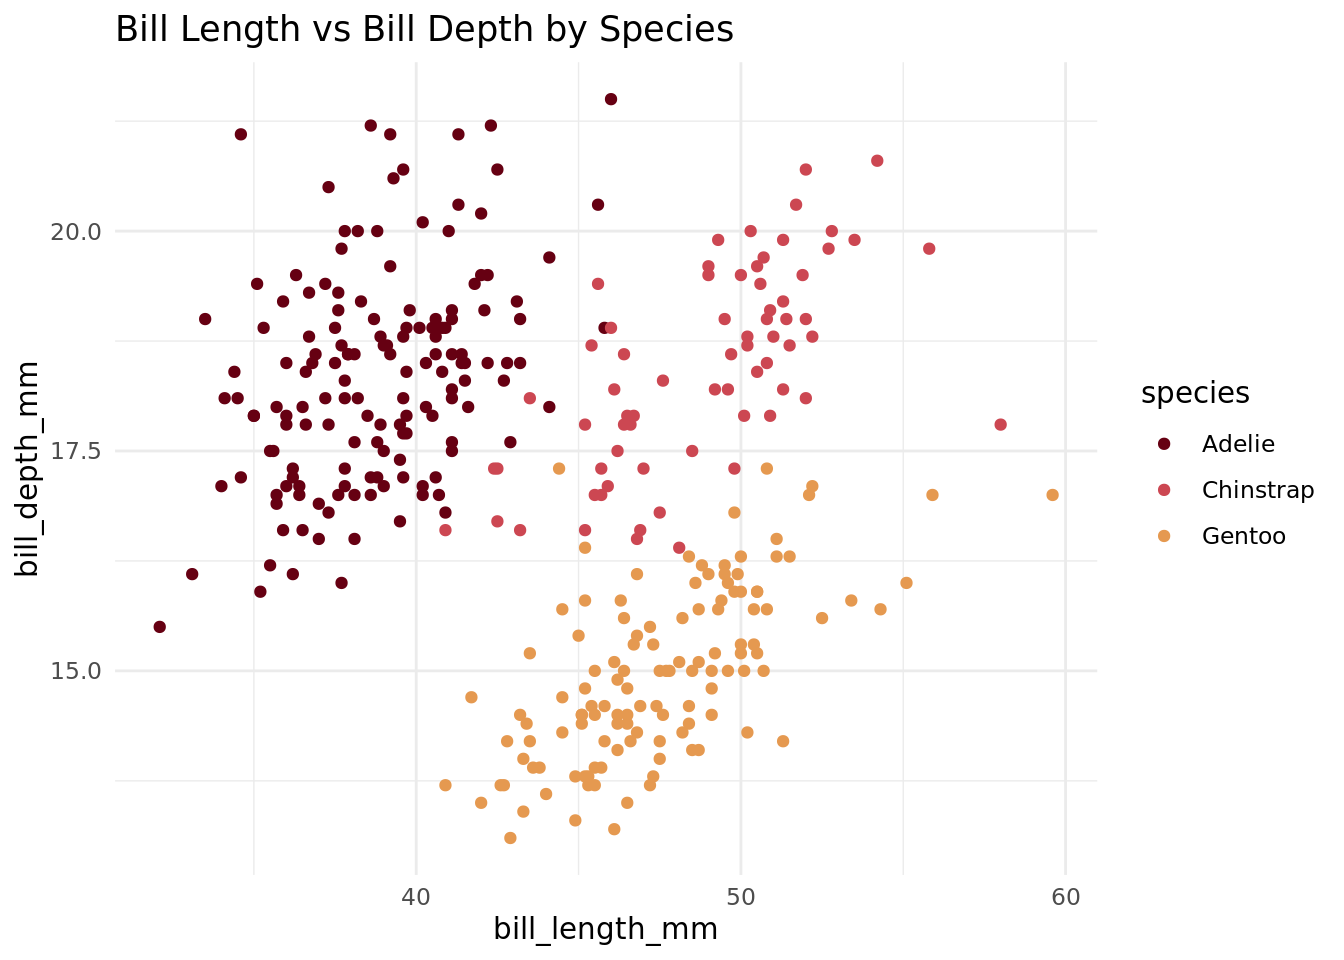 Bill Length vs Bill Depth by Species
20.0
17.5
15.0
bill_depth_mm
40 50 60
bill_length_mm
species
Adelie
Chinstrap
Gentoo